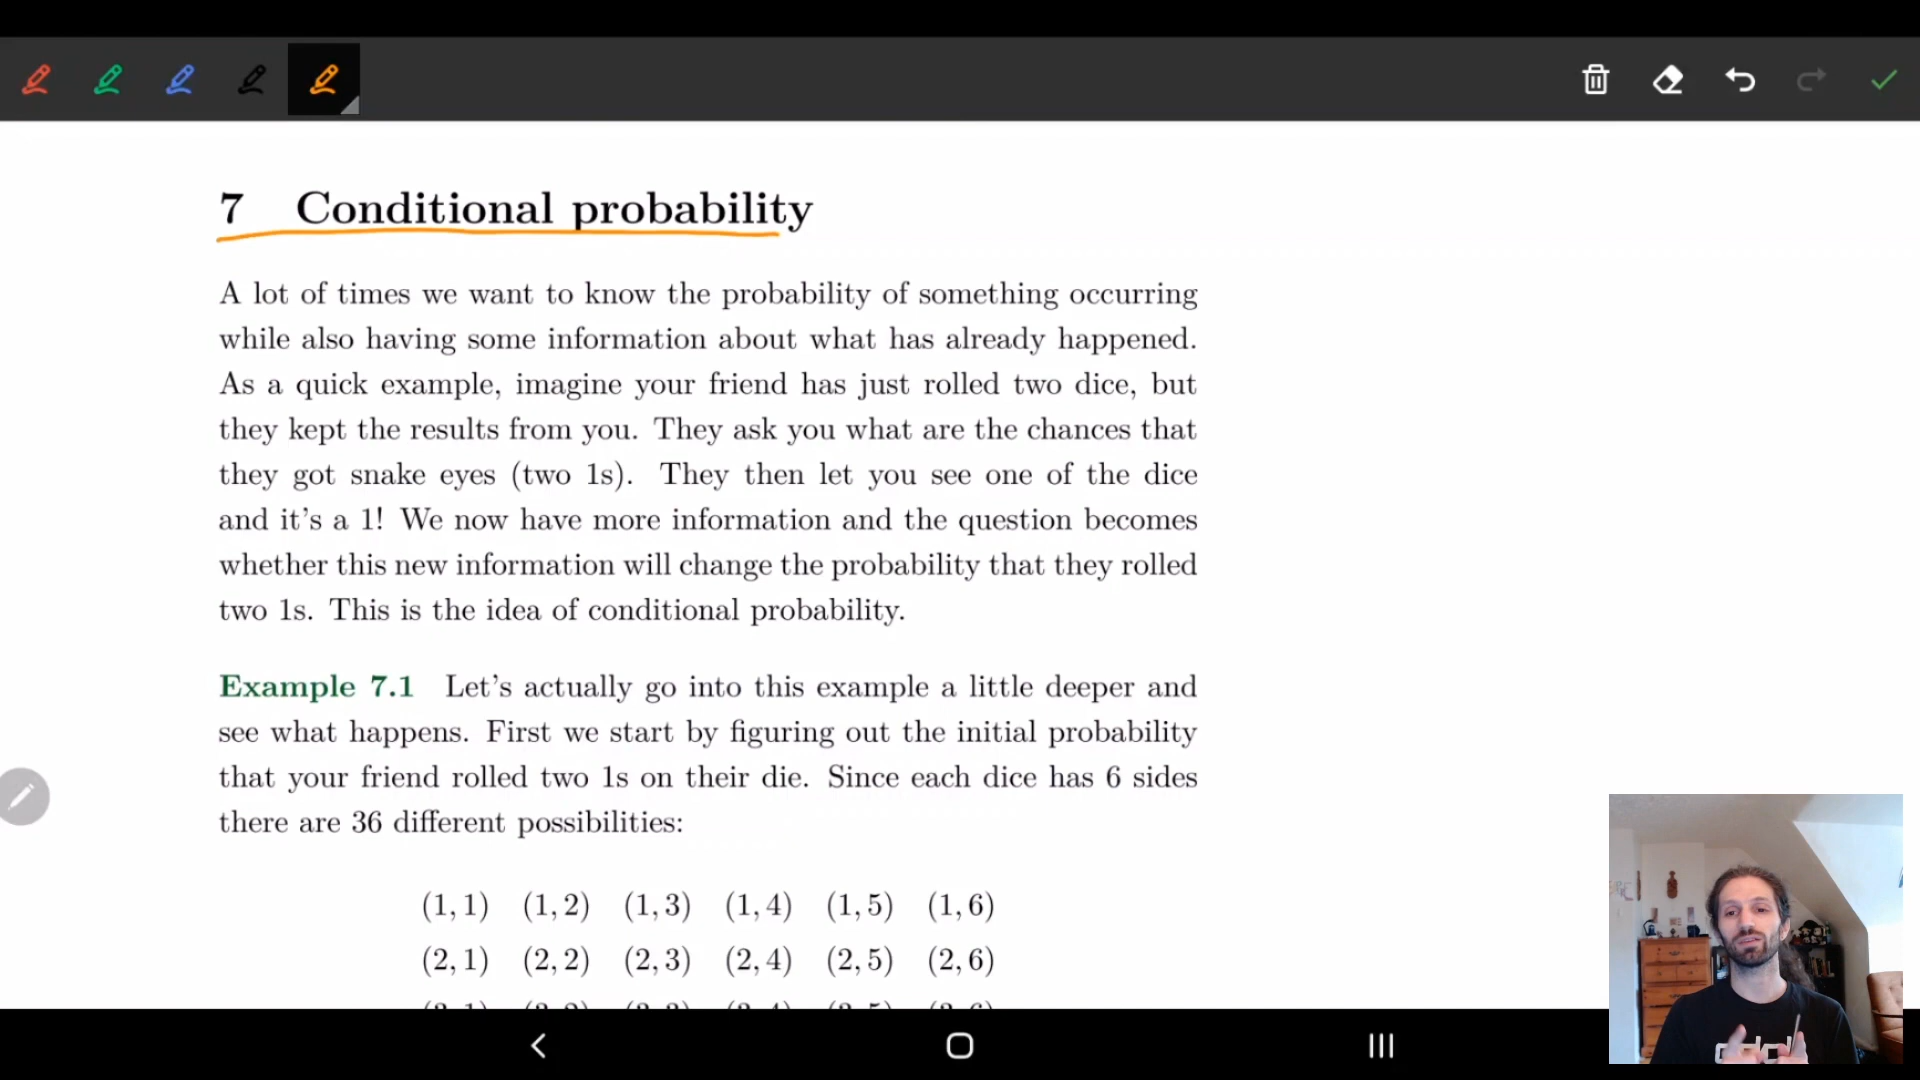 7 Conditional probability
A lot of times we want to know the probability of something occurring
while also having some information about what has already happened.
As a quick example, imagine your friend has just rolled two dice, but
they kept the results from you. They ask you what are the chances that
they got snake eyes (two 1s). They then let you see one of the dice
and it's a 1! We now have more information and the question becomes
whether this new information will change the probability that they rolled
two 1s. This is the idea of conditional probability.
Example 7.1 Let's actually go into this example a little deeper and
see what happens. First we start by figuring out the initial probability
that your friend rolled two 1s on their die. Since each dice has 6 sides
there are 36 different possibilities:
(1, 1) (1, 2) (1, 3) (1, 4) (1, 5) (1, 6)
(2, 1) (2, 2) (2, 3) (2, 4) (2, 5) (2, 6)